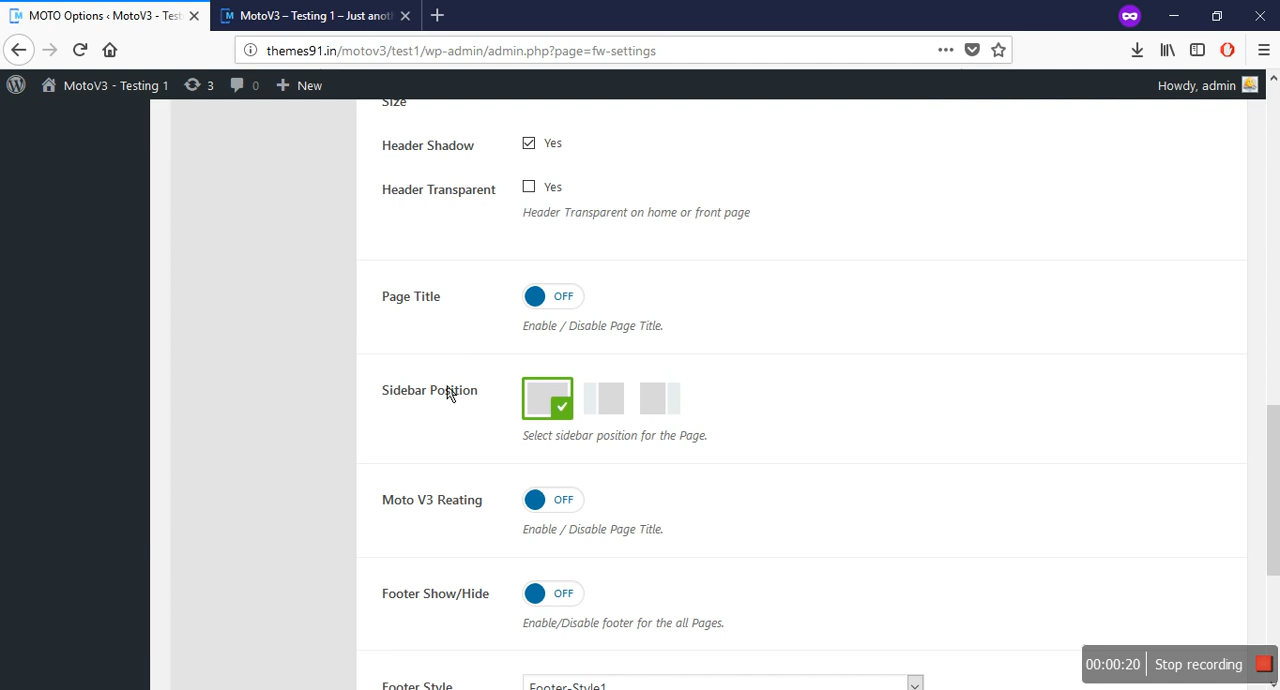 MOTO Options ‹ MotoV3 - Test
MotoV3 – Testing 1 – Just anot
themes91.in/motov3/test1/wp-admin/admin.php?page=fw-settings
MotoV3 - Testing 1
3
0
New
Howdy, admin
Size
Header Shadow
Yes
Header Transparent
Yes
Header Transparent on home or front page
Page Title
OFF
Enable / Disable Page Title.
Sidebar Position
Select sidebar position for the Page.
Moto V3 Reating
OFF
Enable / Disable Page Title.
Footer Show/Hide
OFF
Enable/Disable footer for the all Pages.
Footer Style
Footer-Style1
00:00:20
Stop recording